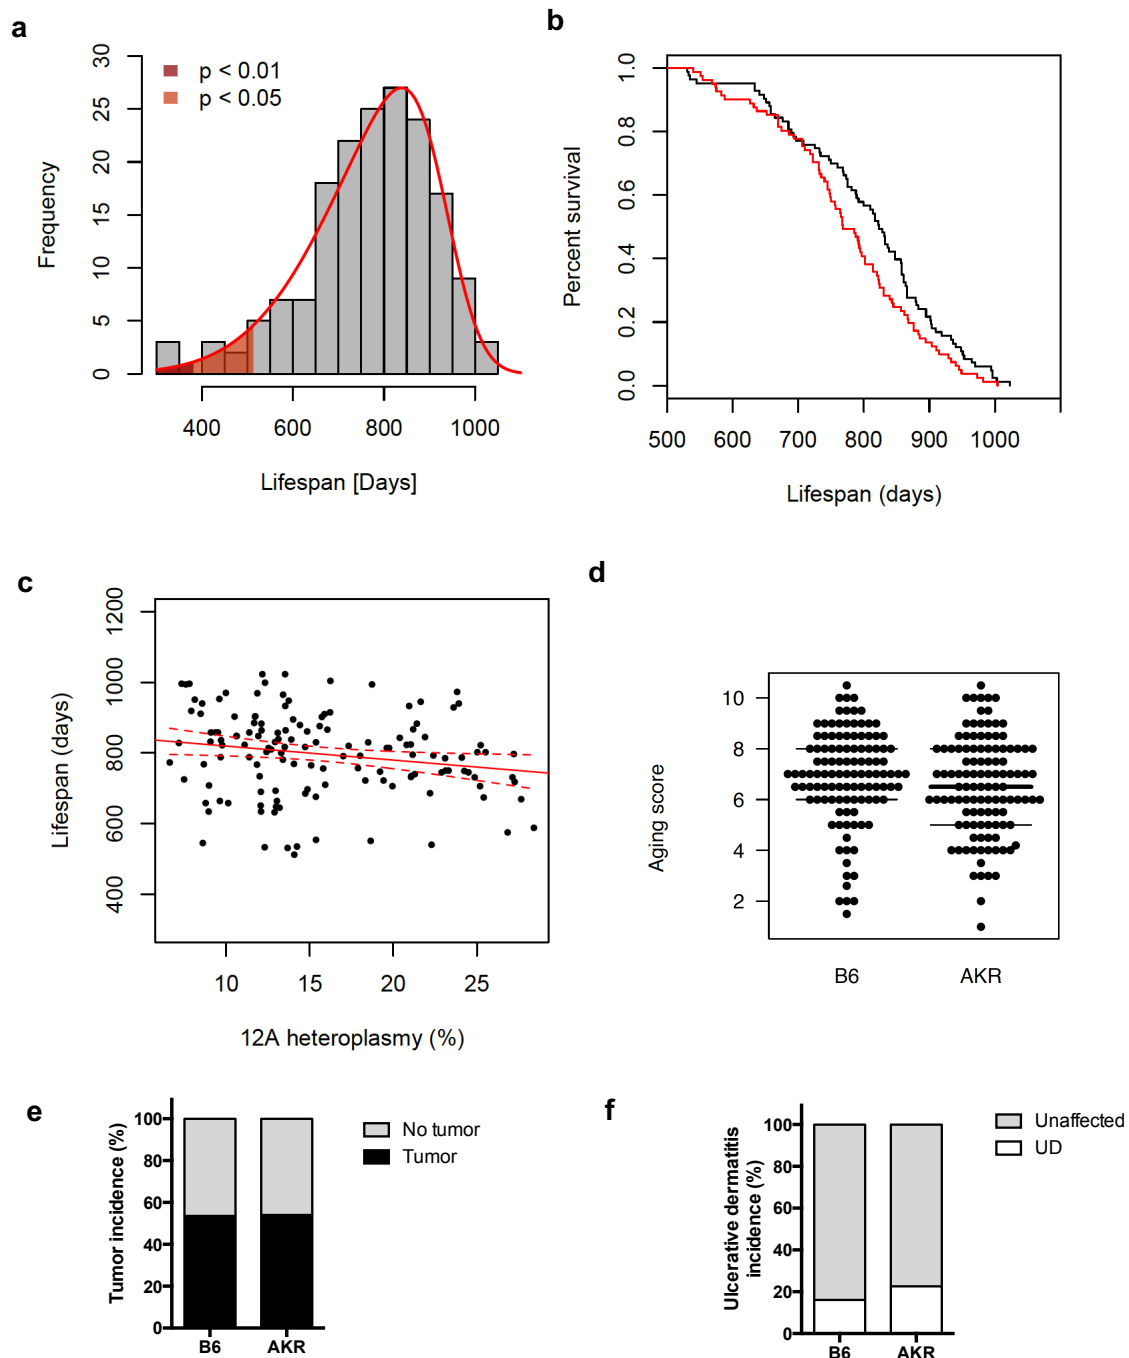 a
30
25
20
15
10
5
0
Frequency
p < 0.01
p < 0.05
400 600 800 1000
Lifespan [Days]
b
1.0
0.8
0.6
0.4
0.2
0.0
Percent survival
500 600 700 800 900 1000
Lifespan (days)
c
1200
1000
800
600
400
Lifespan (days)
10 15 20 25
12A heteroplasmy (%)
d
10
8
6
4
2
Aging score
B6 AKR
e
100
80
60
40
20
0
Tumor incidence (%)
B6 AKR
No tumor
Tumor
f
100
80
60
40
20
0
Ulcerative dermatitis
incidence (%)
B6 AKR
Unaffected
UD